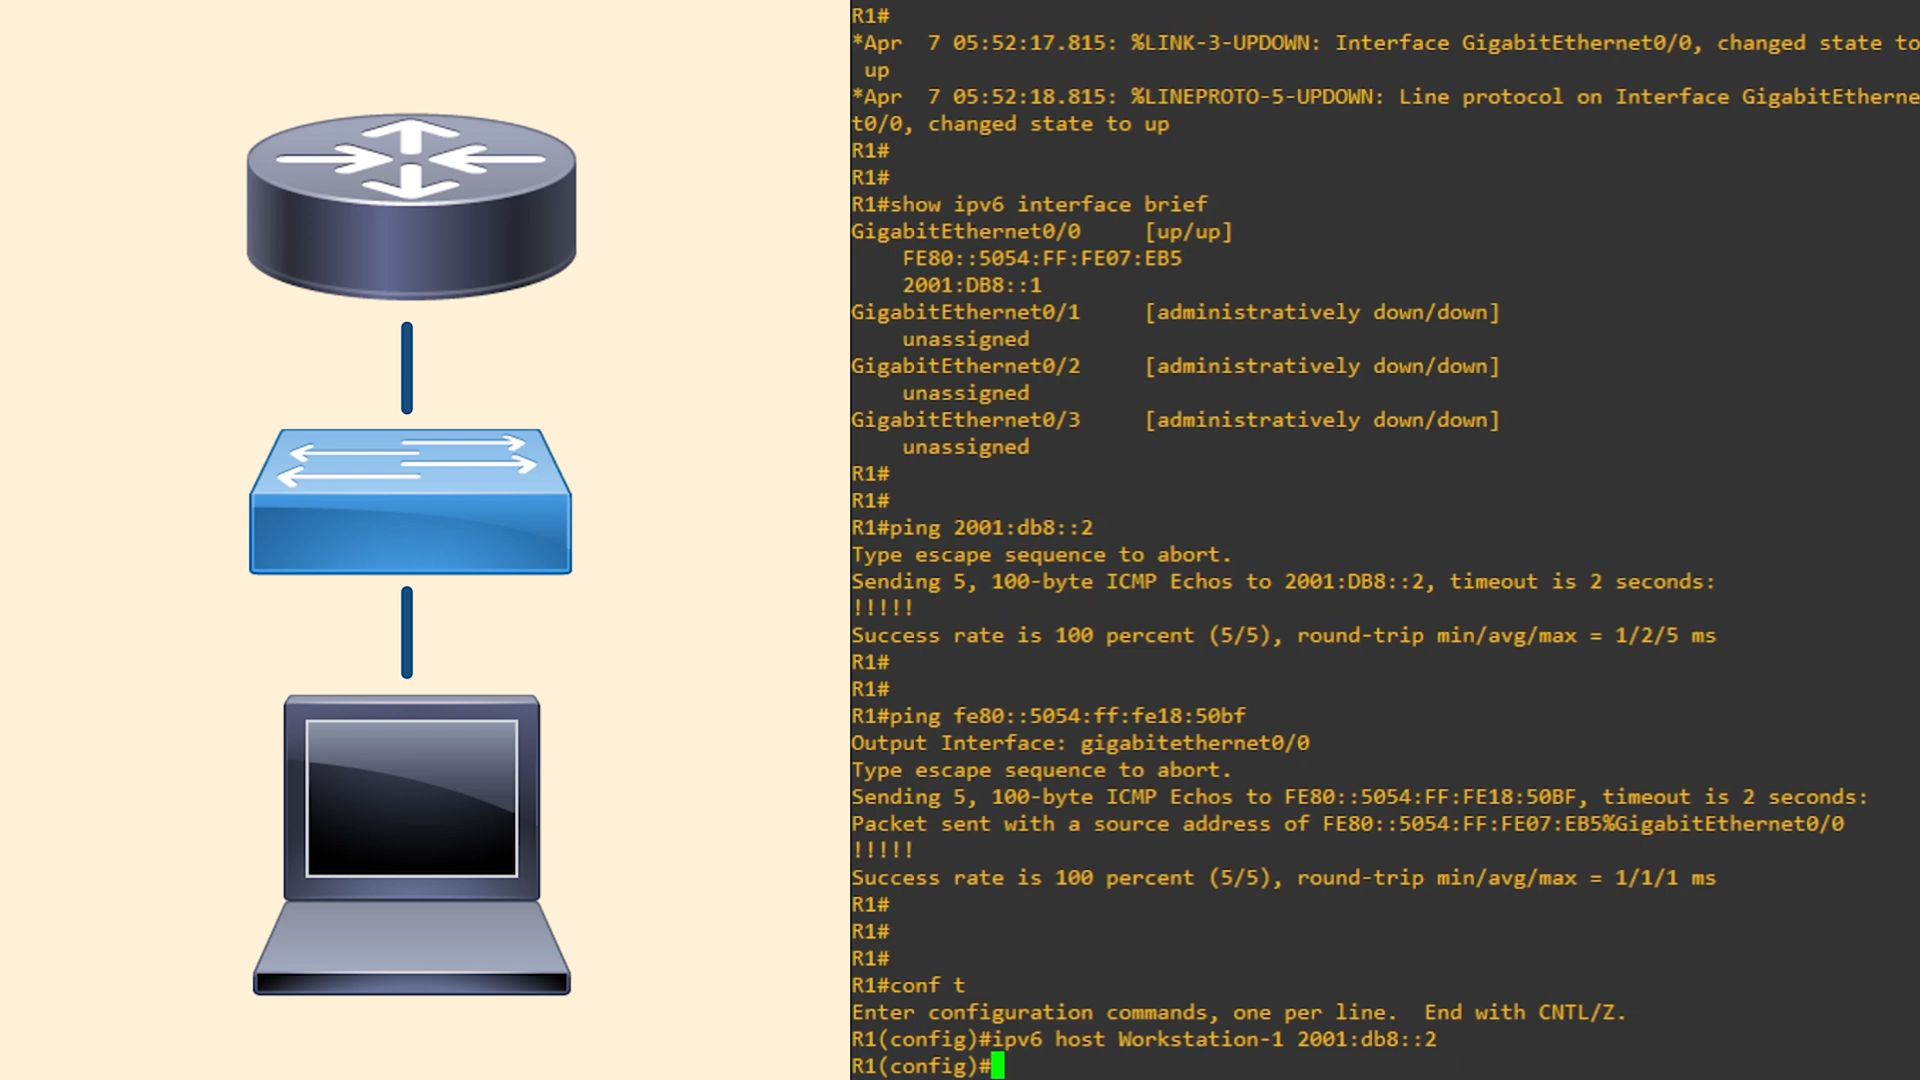 R1#
*Apr  7 05:52:17.815: %LINK-3-UPDOWN: Interface GigabitEthernet0/0, changed state to
 up
*Apr  7 05:52:18.815: %LINEPROTO-5-UPDOWN: Line protocol on Interface GigabitEtherne
t0/0, changed state to up
R1#
R1#
R1#show ipv6 interface brief
GigabitEthernet0/0     [up/up]
    FE80::5054:FF:FE07:EB5
    2001:DB8::1
GigabitEthernet0/1     [administratively down/down]
    unassigned
GigabitEthernet0/2     [administratively down/down]
    unassigned
GigabitEthernet0/3     [administratively down/down]
    unassigned
R1#
R1#
R1#ping 2001:db8::2
Type escape sequence to abort.
Sending 5, 100-byte ICMP Echos to 2001:DB8::2, timeout is 2 seconds:
!!!!!
Success rate is 100 percent (5/5), round-trip min/avg/max = 1/2/5 ms
R1#
R1#
R1#ping fe80::5054:ff:fe18:50bf
Output Interface: gigabitethernet0/0
Type escape sequence to abort.
Sending 5, 100-byte ICMP Echos to FE80::5054:FF:FE18:50BF, timeout is 2 seconds:
Packet sent with a source address of FE80::5054:FF:FE07:EB5%GigabitEthernet0/0
!!!!!
Success rate is 100 percent (5/5), round-trip min/avg/max = 1/1/1 ms
R1#
R1#
R1#
R1#conf t
Enter configuration commands, one per line.  End with CNTL/Z.
R1(config)#ipv6 host Workstation-1 2001:db8::2
R1(config)#